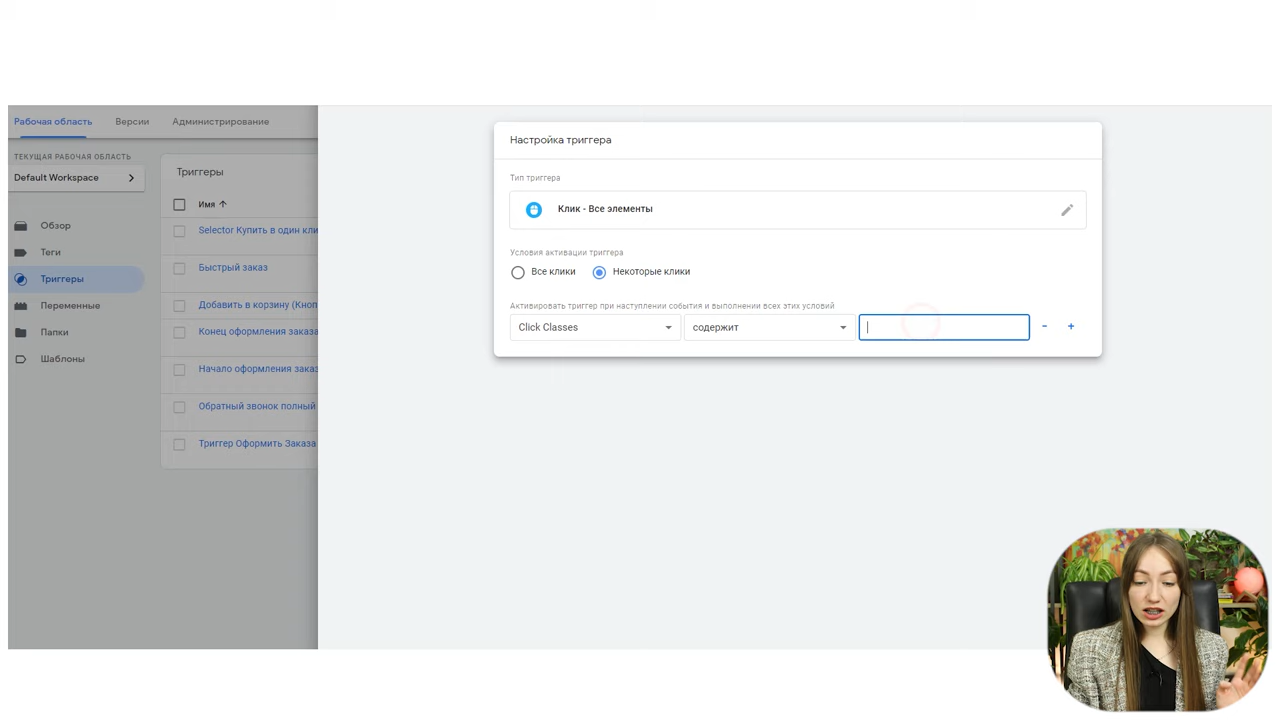 Рабочая область Версии Администрирование
ТЕКУЩАЯ РАБОЧАЯ ОБЛАСТЬ
Default Workspace
Обзор
Теги
Триггеры
Переменные
Папки
Шаблоны
Триггеры
Имя
Selector Купить в один кли
Быстрый заказ
Добавить в корзину (Кноп
Конец оформления заказа
Начало оформления заказ
Обратный звонок полный
Триггер Оформить Заказа
Настройка триггера
Тип триггера
Клик - Все элементы
Условия активации триггера
Все клики Некоторые клики
Активировать триггер при наступлении события и выполнении всех этих условий
Click Classes содержит - +